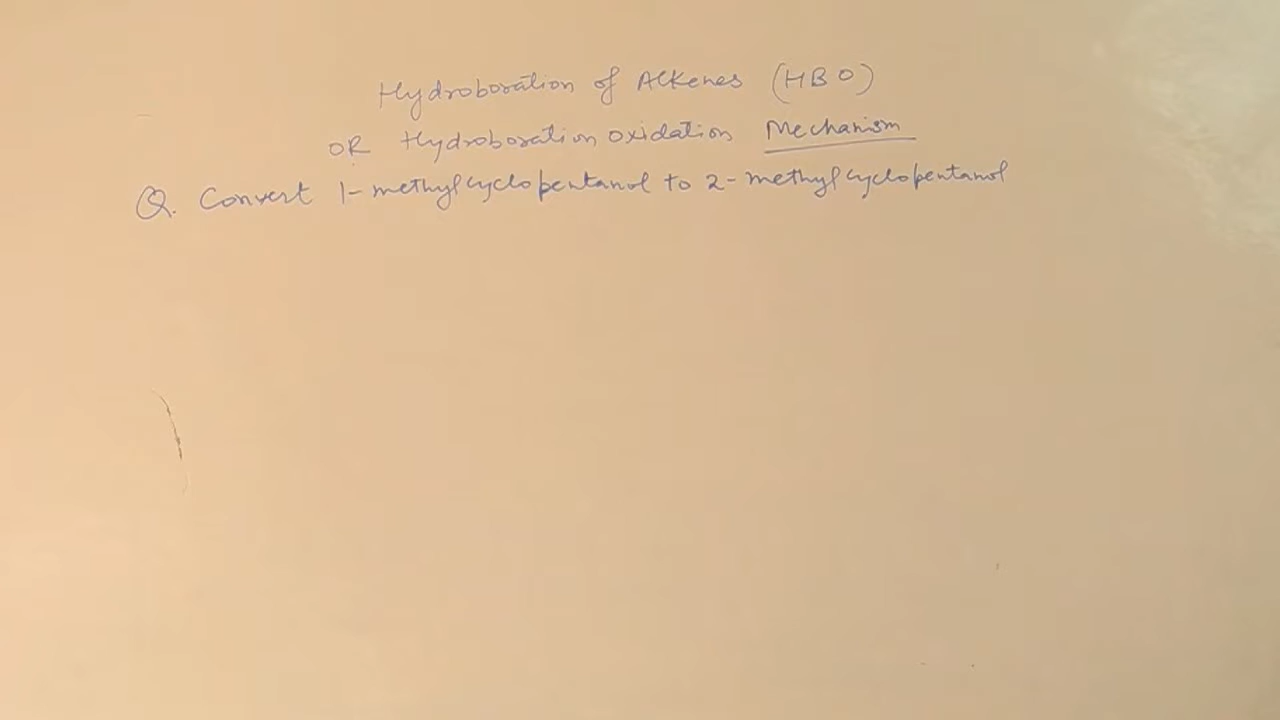 Hydroboration of Alkenes (HBO)
OR Hydroboration oxidation Mechanism
Q. Convert 1-methylcyclopentanol to 2-methylcyclopentanol